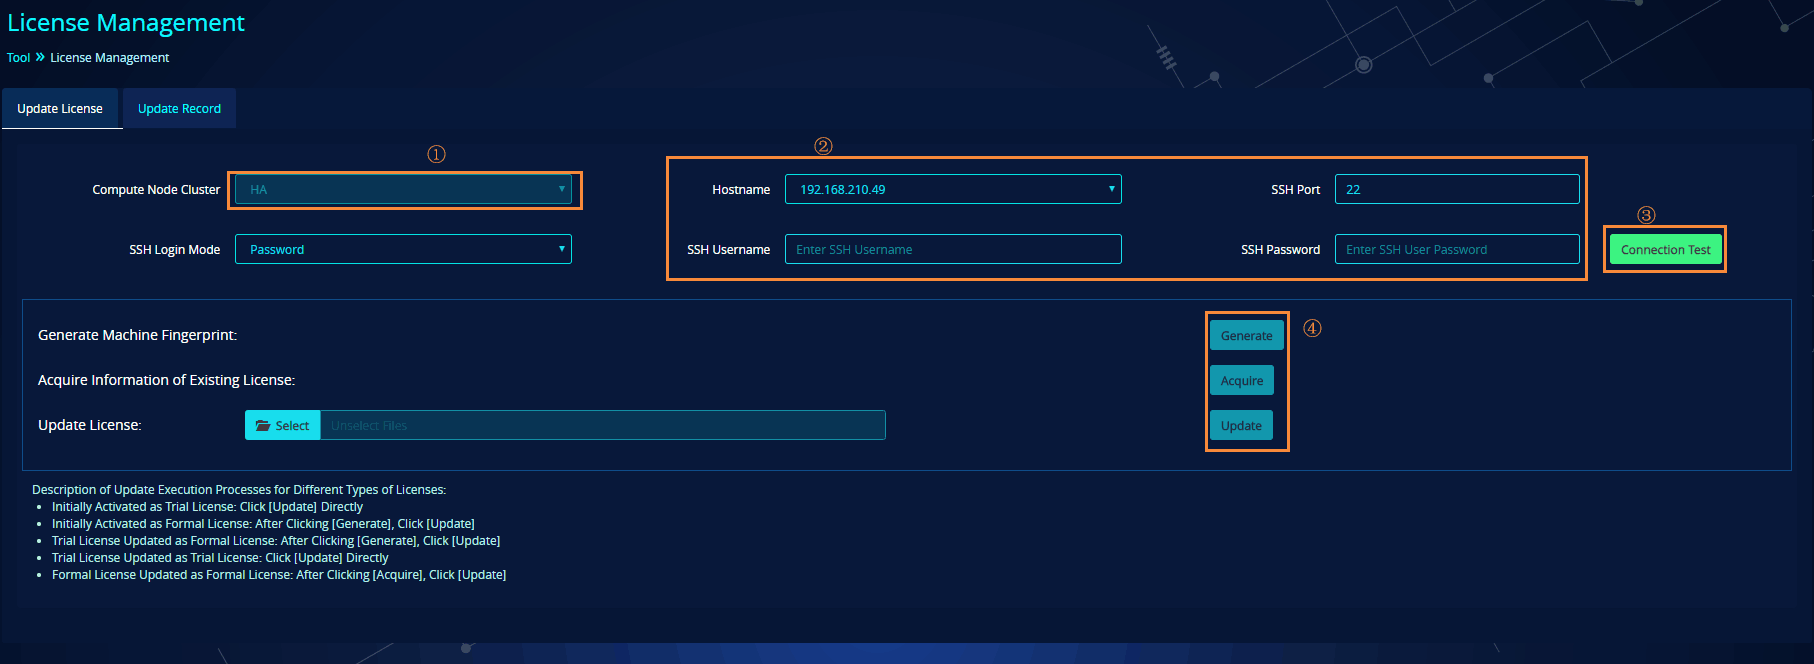 License Management
Tool » License Management
Update License Update Record
① ②
Compute Node Cluster HA Hostname 192.168.210.49 SSH Port 22
③
SSH Login Mode Password SSH Username Enter SSH Username SSH Password Enter SSH User Password Connection Test
Generate Machine Fingerprint: Generate ④
Acquire Information of Existing License: Acquire
Update License: Select Unselect Files Update
Description of Update Execution Processes for Different Types of Licenses:
• Initially Activated as Trial License: Click [Update] Directly
• Initially Activated as Formal License: After Clicking [Generate], Click [Update]
• Trial License Updated as Formal License: After Clicking [Generate], Click [Update]
• Trial License Updated as Trial License: Click [Update] Directly
• Formal License Updated as Formal License: After Clicking [Acquire], Click [Update]